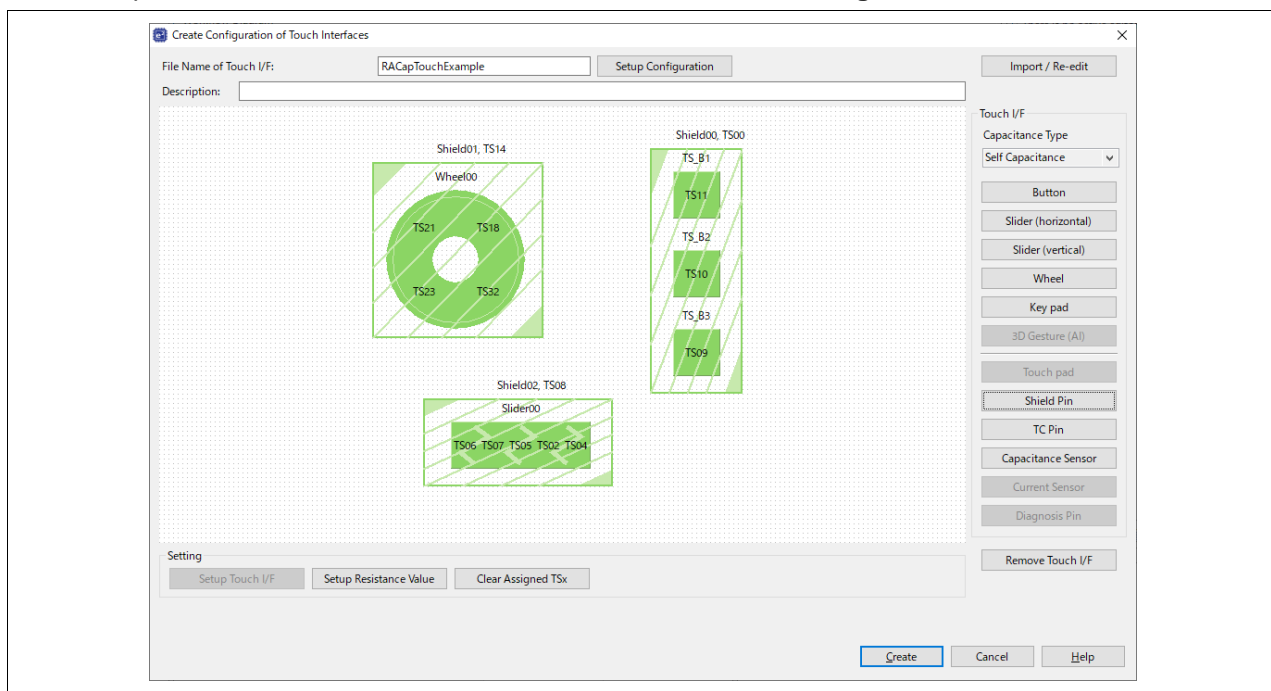 Create Configuration of Touch Interfaces
File Name of Touch I/F: RACapTouchExample Setup Configuration Import / Re-edit
Description:
Touch I/F
Capacitance Type
Self Capacitance
Button
Slider (horizontal)
Slider (vertical)
Wheel
Key pad
3D Gesture (AI)
Touch pad
Shield Pin
TC Pin
Capacitance Sensor
Current Sensor
Diagnosis Pin
Remove Touch I/F
Shield01, TS14
Wheel00
TS21 TS18
TS23 TS32
Shield00, TS00
TS_B1
TS11
TS_B2
TS10
TS_B3
TS09
Shield02, TS08
Slider00
TS06 TS07 TS05 TS02 TS04
Setting
Setup Touch I/F Setup Resistance Value Clear Assigned TSx
Create Cancel Help